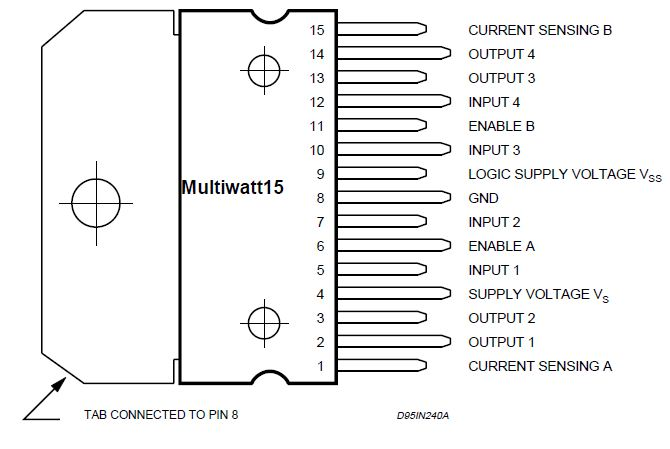 15 CURRENT SENSING B
14 OUTPUT 4
13 OUTPUT 3
12 INPUT 4
11 ENABLE B
10 INPUT 3
9 LOGIC SUPPLY VOLTAGE VSS
Multiwatt15
8 GND
7 INPUT 2
6 ENABLE A
5 INPUT 1
4 SUPPLY VOLTAGE VS
3 OUTPUT 2
2 OUTPUT 1
1 CURRENT SENSING A
TAB CONNECTED TO PIN 8
D95IN240A